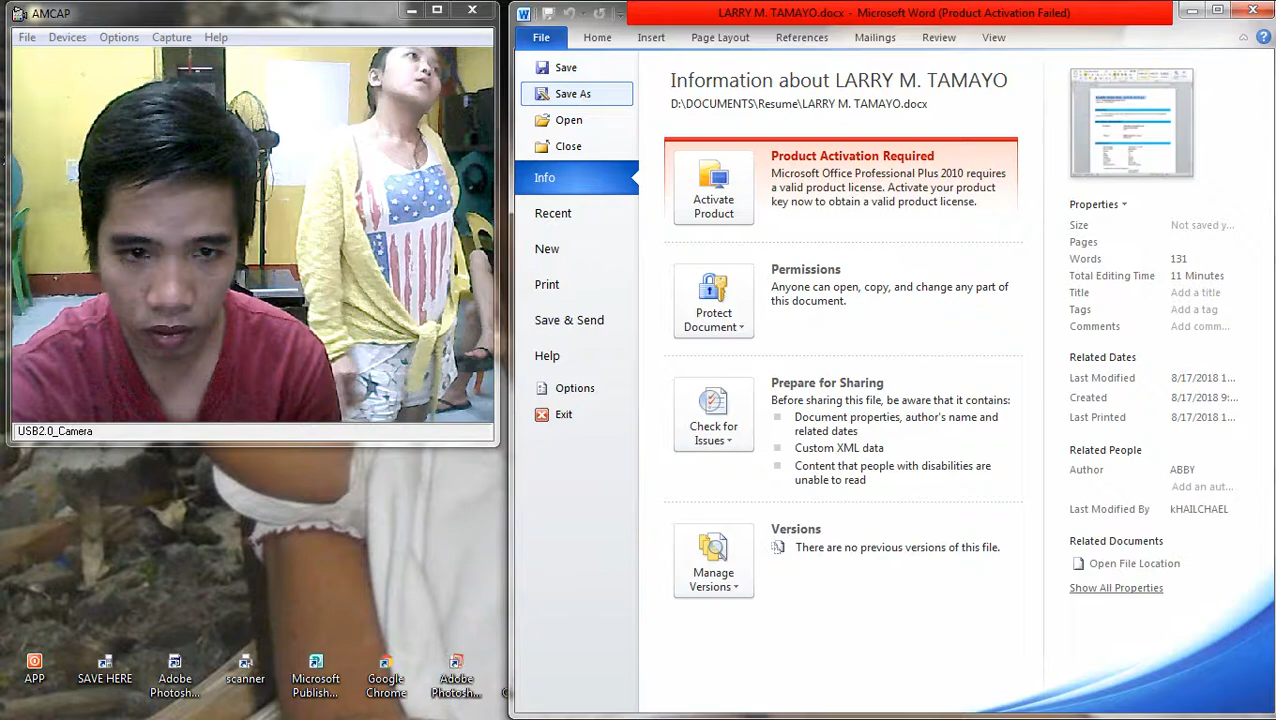 AMCAP
File Devices Options Capture Help
USB2.0_Camera
APP
SAVE HERE
Adobe
Photosh...
scanner
Microsoft
Publish...
Google
Chrome
Adobe
Photosh...
LARRY M. TAMAYO.docx - Microsoft Word (Product Activation Failed)
File Home Insert Page Layout References Mailings Review View
Save
Save As
Open
Close
Info
Recent
New
Print
Save & Send
Help
Options
Exit
Information about LARRY M. TAMAYO
D:\DOCUMENTS\Resume\LARRY M. TAMAYO.docx
Activate
Product
Product Activation Required
Microsoft Office Professional Plus 2010 requires
a valid product license. Activate your product
key now to obtain a valid product license.
Protect
Document
Permissions
Anyone can open, copy, and change any part of
this document.
Check for
Issues
Prepare for Sharing
Before sharing this file, be aware that it contains:
Document properties, author's name and
related dates
Custom XML data
Content that people with disabilities are
unable to read
Manage
Versions
Versions
There are no previous versions of this file.
Properties
Size Not saved y...
Pages
Words 131
Total Editing Time 11 Minutes
Title Add a title
Tags Add a tag
Comments Add comm...
Related Dates
Last Modified 8/17/2018 1...
Created 8/17/2018 9:...
Last Printed 8/17/2018 1...
Related People
Author ABBY
Add an aut...
Last Modified By kHAILCHAEL
Related Documents
Open File Location
Show All Properties